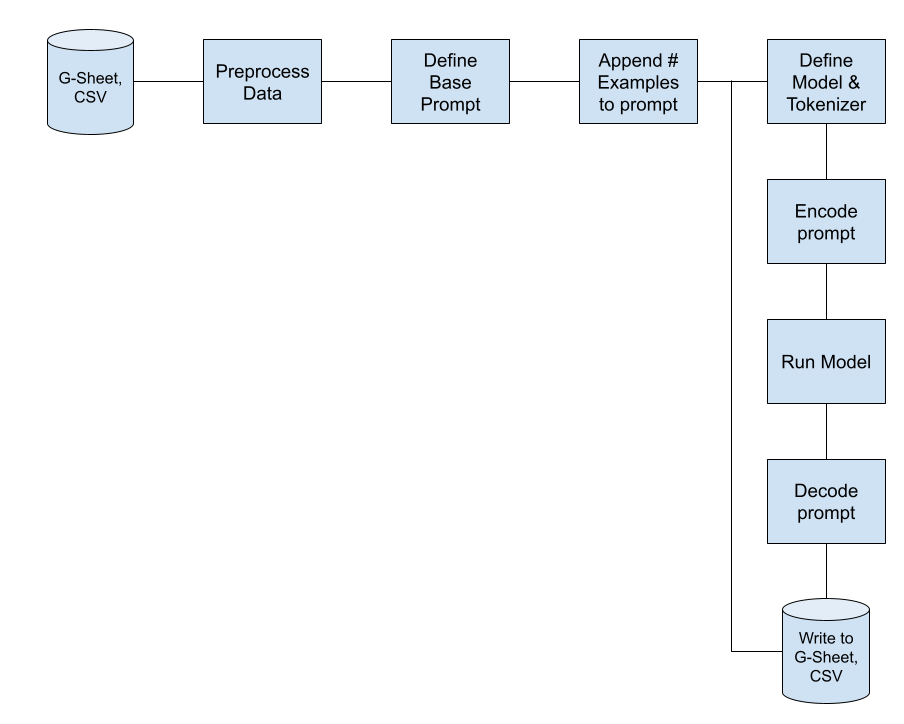 G-Sheet,
CSV
Preprocess
Data
Define
Base
Prompt
Append #
Examples
to prompt
Define
Model &
Tokenizer
Encode
prompt
Run Model
Decode
prompt
Write to
G-Sheet,
CSV